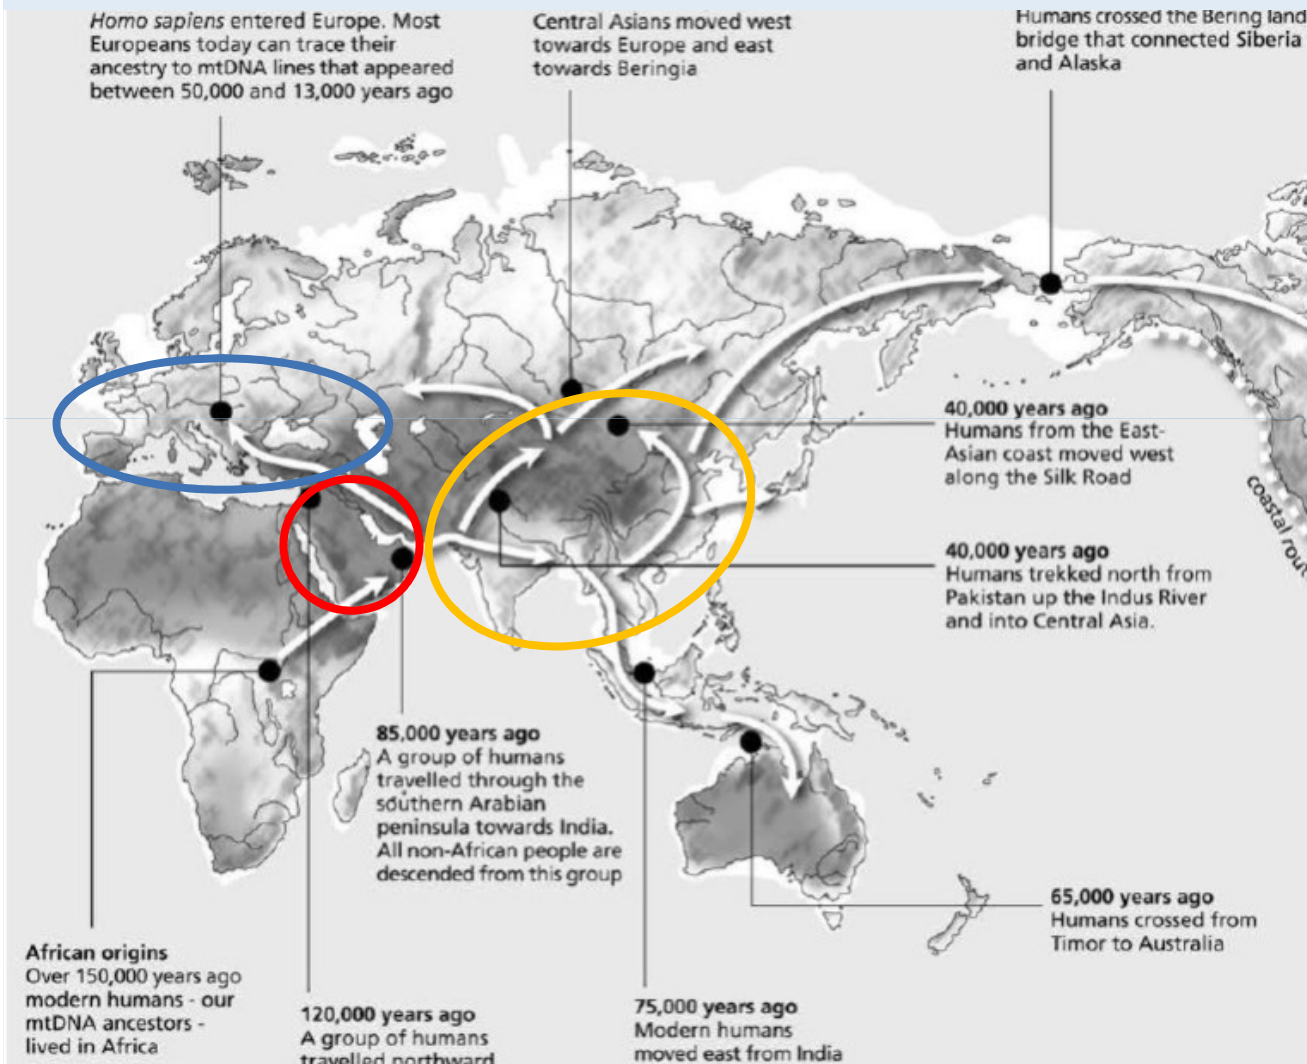 Homo sapiens entered Europe. Most
Europeans today can trace their
ancestry to mtDNA lines that appeared
between 50,000 and 13,000 years ago
Central Asians moved west
towards Europe and east
towards Beringia
Humans crossed the Bering land
bridge that connected Siberia
and Alaska
40,000 years ago
Humans from the East-
Asian coast moved west
along the Silk Road
coastal rout
40,000 years ago
Humans trekked north from
Pakistan up the Indus River
and into Central Asia.
85,000 years ago
A group of humans
travelled through the
southern Arabian
peninsula towards India.
All non-African people are
descended from this group
65,000 years ago
Humans crossed from
Timor to Australia
African origins
Over 150,000 years ago
modern humans - our
mtDNA ancestors -
lived in Africa
120,000 years ago
A group of humans
travelled northward
75,000 years ago
Modern humans
moved east from India